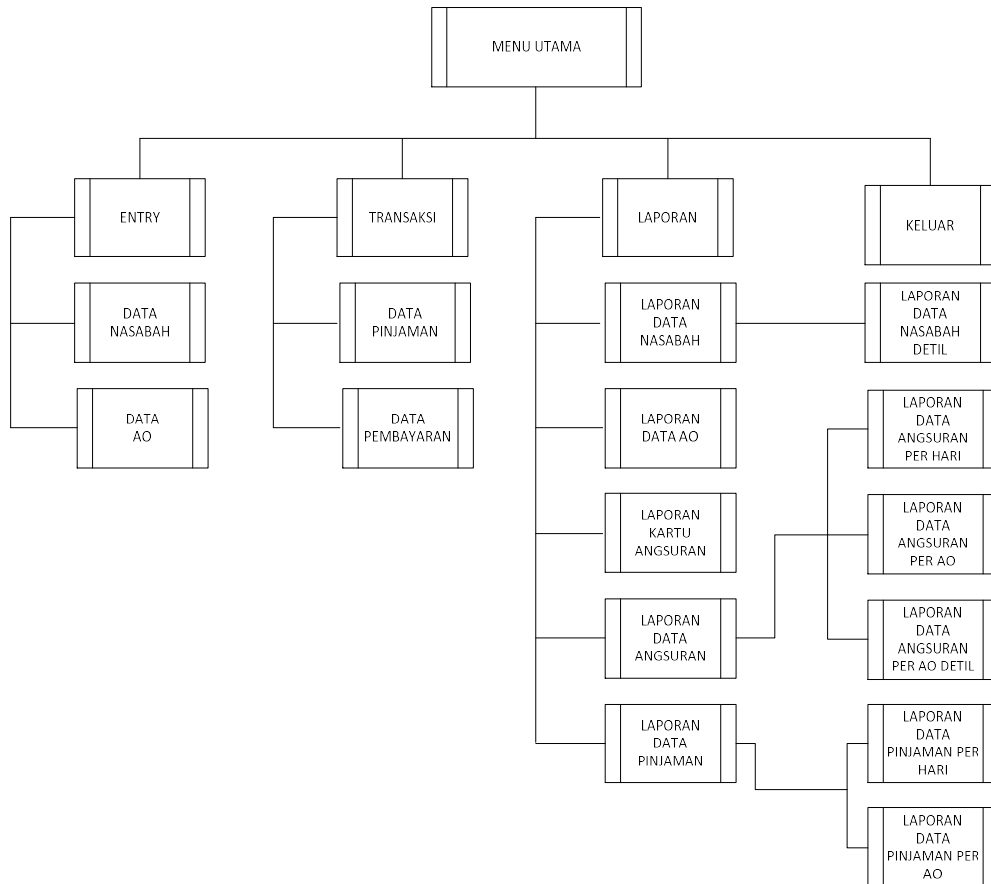 MENU UTAMA
ENTRY
TRANSAKSI
LAPORAN
KELUAR
DATA
NASABAH
DATA
PINJAMAN
LAPORAN
DATA
NASABAH
LAPORAN
DATA
NASABAH
DETIL
DATA
AO
DATA
PEMBAYARAN
LAPORAN
DATA AO
LAPORAN
DATA
ANGSURAN
PER HARI
LAPORAN
KARTU
ANGSURAN
LAPORAN
DATA
ANGSURAN
PER AO
LAPORAN
DATA
ANGSURAN
LAPORAN
DATA
ANGSURAN
PER AO DETIL
LAPORAN
DATA
PINJAMAN
LAPORAN
DATA
PINJAMAN PER
HARI
LAPORAN
DATA
PINJAMAN PER
AO